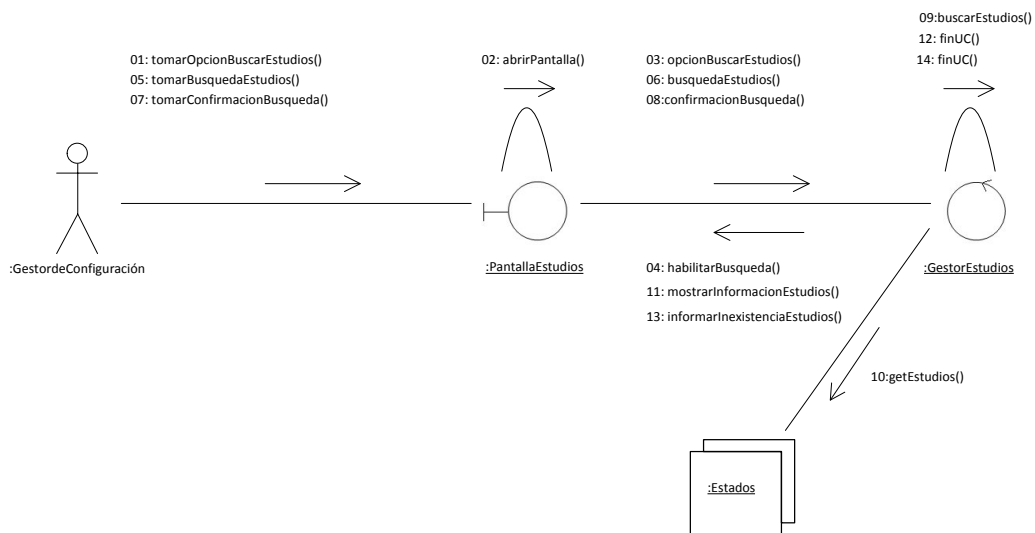 09:buscarEstudios()
12: finUC()
14: finUC()
01: tomarOpcionBuscarEstudios()
05: tomarBusquedaEstudios()
07: tomarConfirmacionBusqueda()
02: abrirPantalla()
03: opcionBuscarEstudios()
06: busquedaEstudios()
08:confirmacionBusqueda()
:GestordeConfiguración
:PantallaEstudios
:GestorEstudios
04: habilitarBusqueda()
11: mostrarInformacionEstudios()
13: informarInexistenciaEstudios()
10:getEstudios()
:Estados